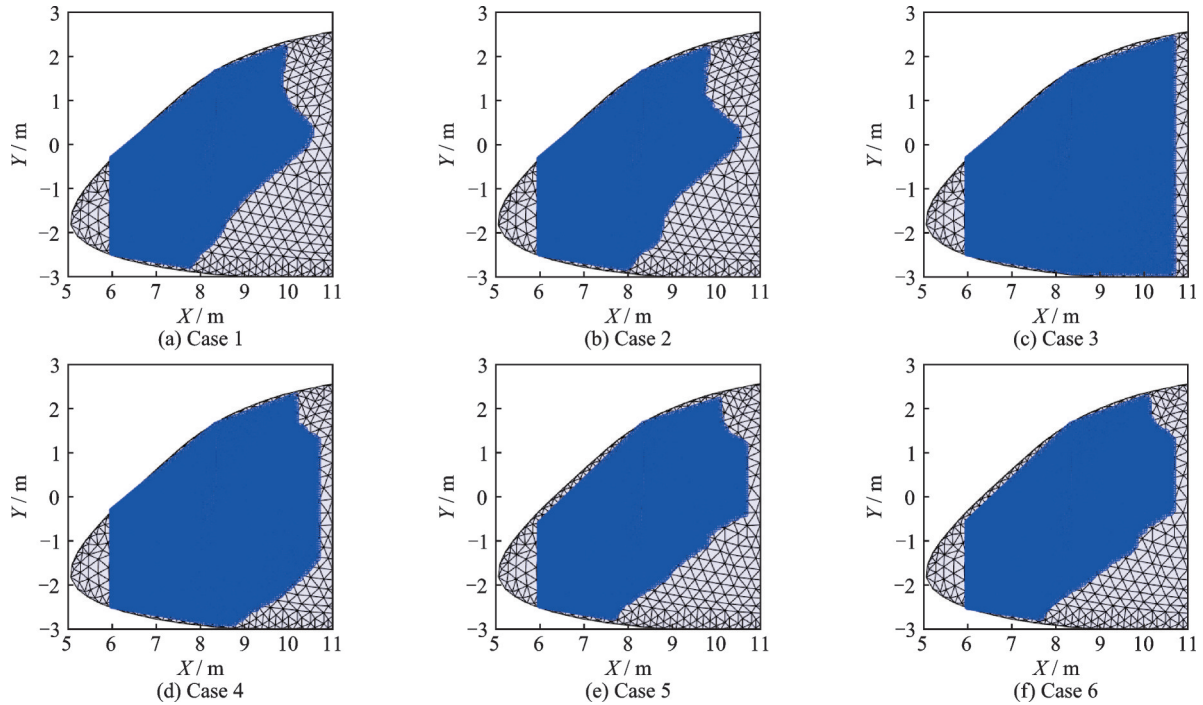 3
2
1
0
−1
−2
−3
Y / m
5 6 7 8 9 10 11
X / m
(a) Case 1
3
2
1
0
−1
−2
−3
Y / m
5 6 7 8 9 10 11
X / m
(b) Case 2
3
2
1
0
−1
−2
−3
Y / m
5 6 7 8 9 10 11
X / m
(c) Case 3
3
2
1
0
−1
−2
−3
Y / m
5 6 7 8 9 10 11
X / m
(d) Case 4
3
2
1
0
−1
−2
−3
Y / m
5 6 7 8 9 10 11
X / m
(e) Case 5
3
2
1
0
−1
−2
−3
Y / m
5 6 7 8 9 10 11
X / m
(f) Case 6